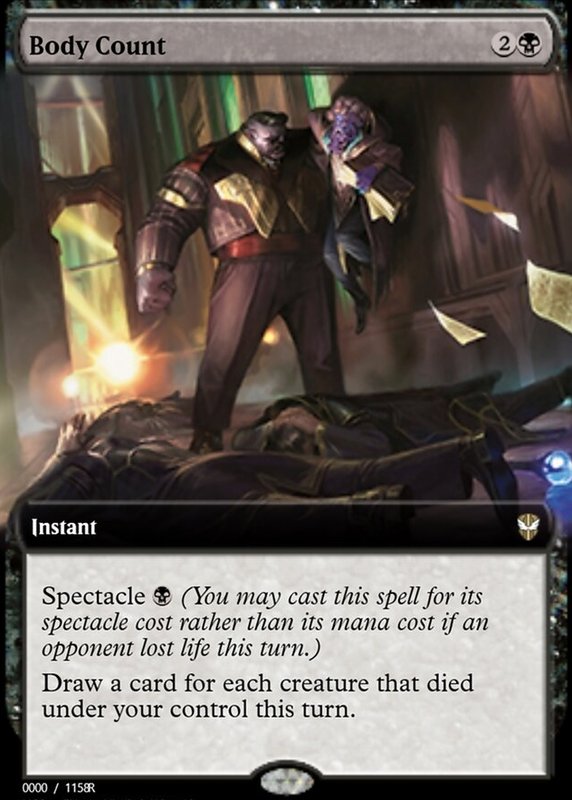 Body Count 2
Instant
Spectacle (You may cast this spell for its
spectacle cost rather than its mana cost if an
opponent lost life this turn.)
Draw a card for each creature that died
under your control this turn.
0000 / 1158R